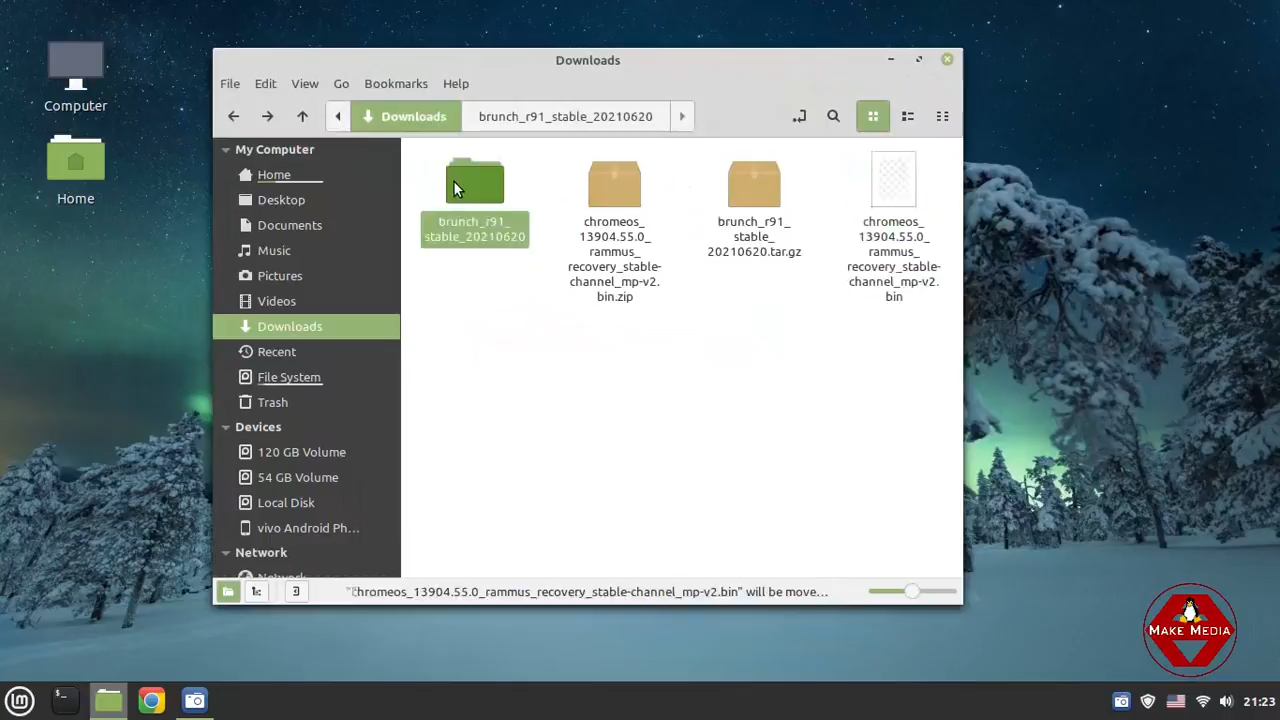 Computer
Home
Downloads
File Edit View Go Bookmarks Help
Downloads brunch_r91_stable_20210620
My Computer
Home
Desktop
Documents
Music
Pictures
Videos
Downloads
Recent
File System
Trash
Devices
120 GB Volume
54 GB Volume
Local Disk
vivo Android Ph...
Network
brunch_r91_
stable_20210620
chromeos_
13904.55.0_
rammus_
recovery_stable-
channel_mp-v2.
bin.zip
brunch_r91_
stable_
20210620.tar.gz
chromeos_
13904.55.0_
rammus_
recovery_stable-
channel_mp-v2.
bin
"chromeos_13904.55.0_rammus_recovery_stable-channel_mp-v2.bin" will be move...
MAKE MEDIA
21:23